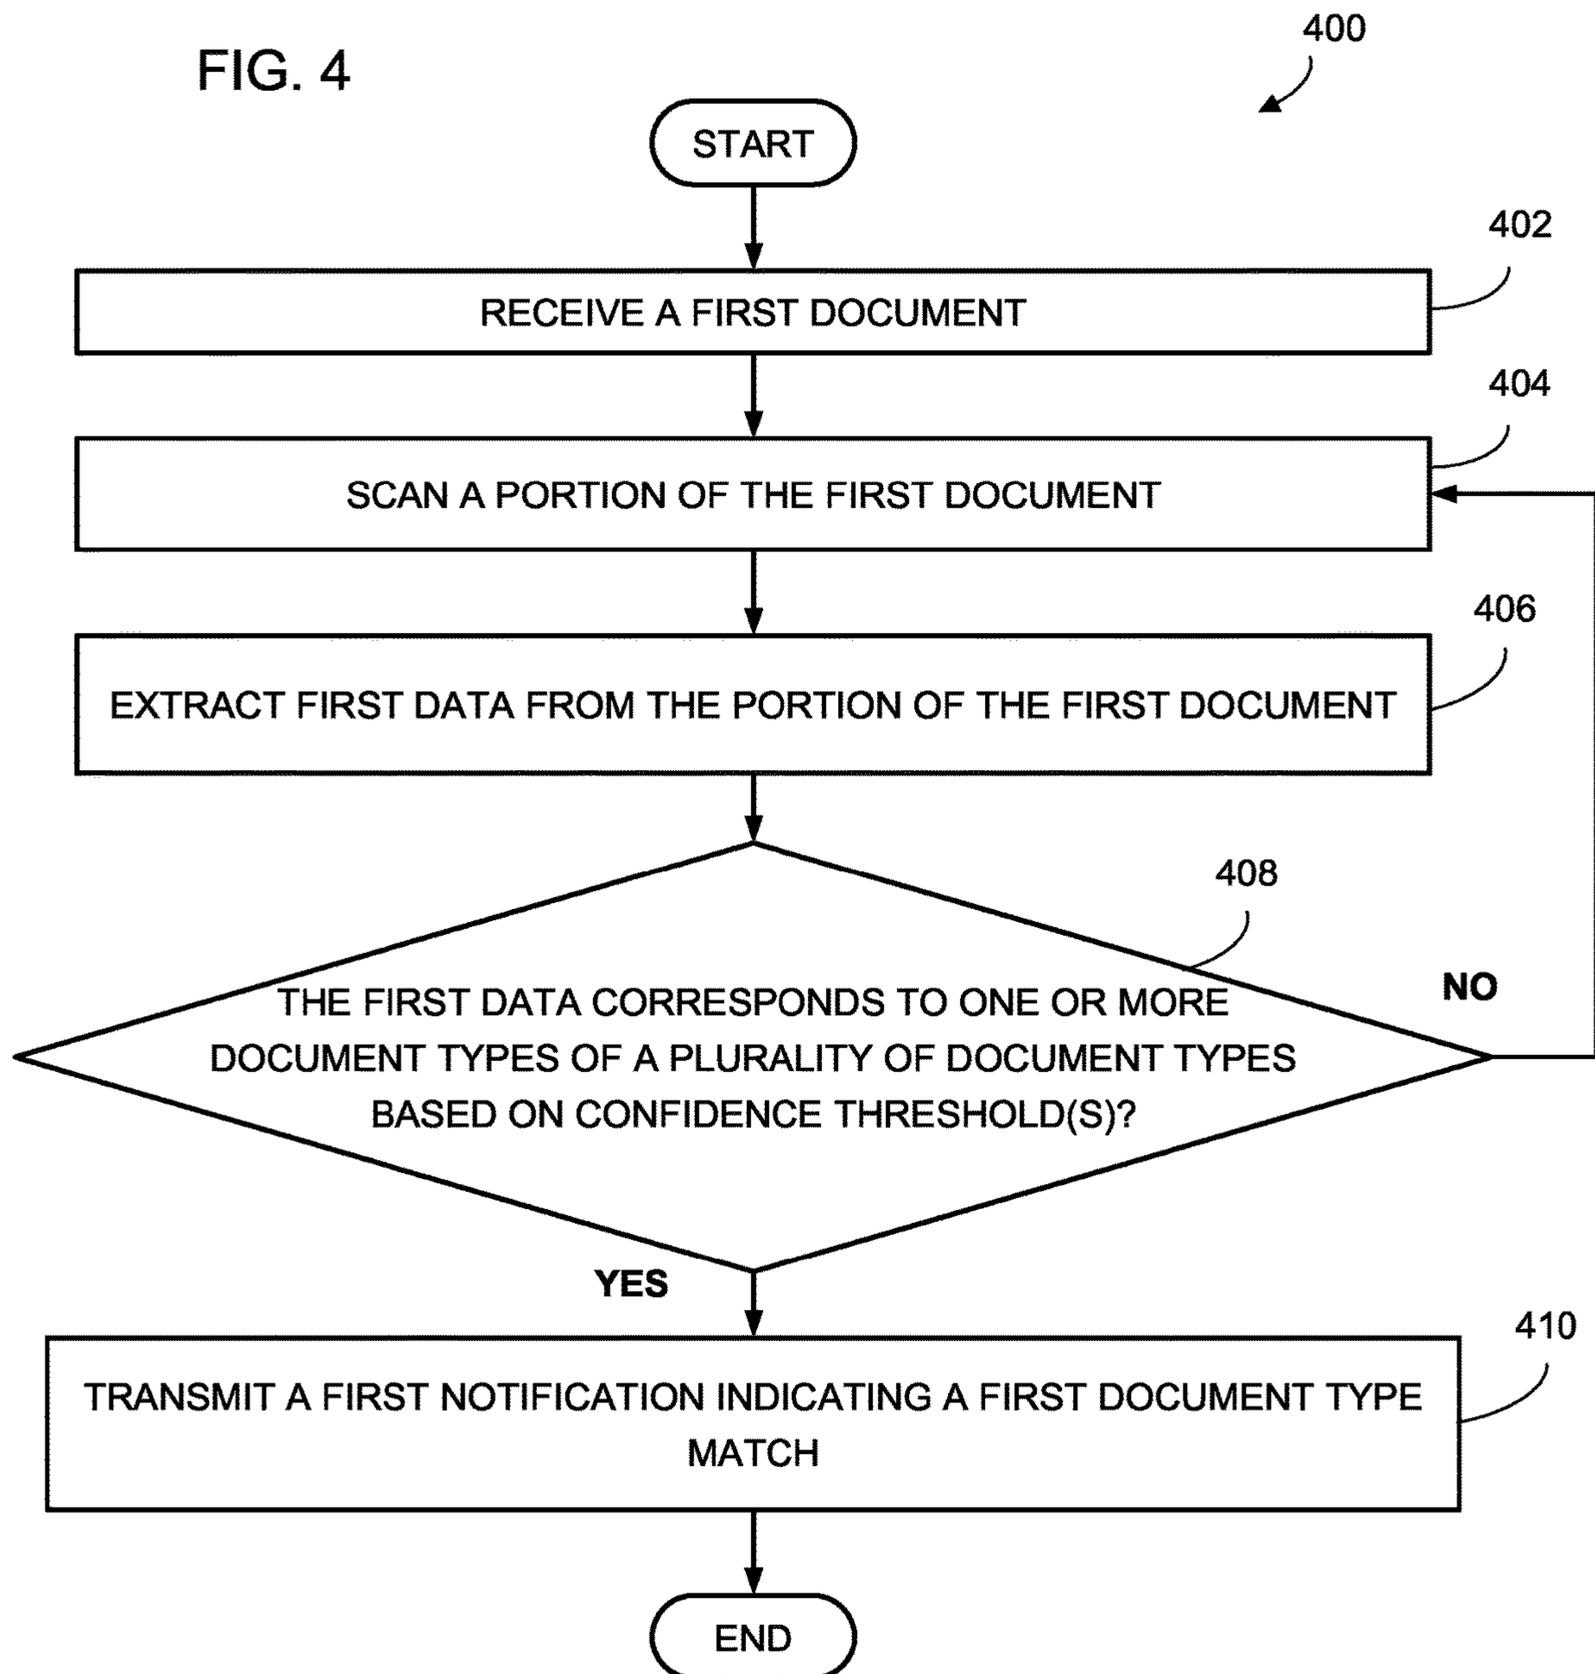 FIG. 4
400
START
402
RECEIVE A FIRST DOCUMENT
404
SCAN A PORTION OF THE FIRST DOCUMENT
406
EXTRACT FIRST DATA FROM THE PORTION OF THE FIRST DOCUMENT
408
THE FIRST DATA CORRESPONDS TO ONE OR MORE
DOCUMENT TYPES OF A PLURALITY OF DOCUMENT TYPES
BASED ON CONFIDENCE THRESHOLD(S)?
NO
YES
410
TRANSMIT A FIRST NOTIFICATION INDICATING A FIRST DOCUMENT TYPE
MATCH
END